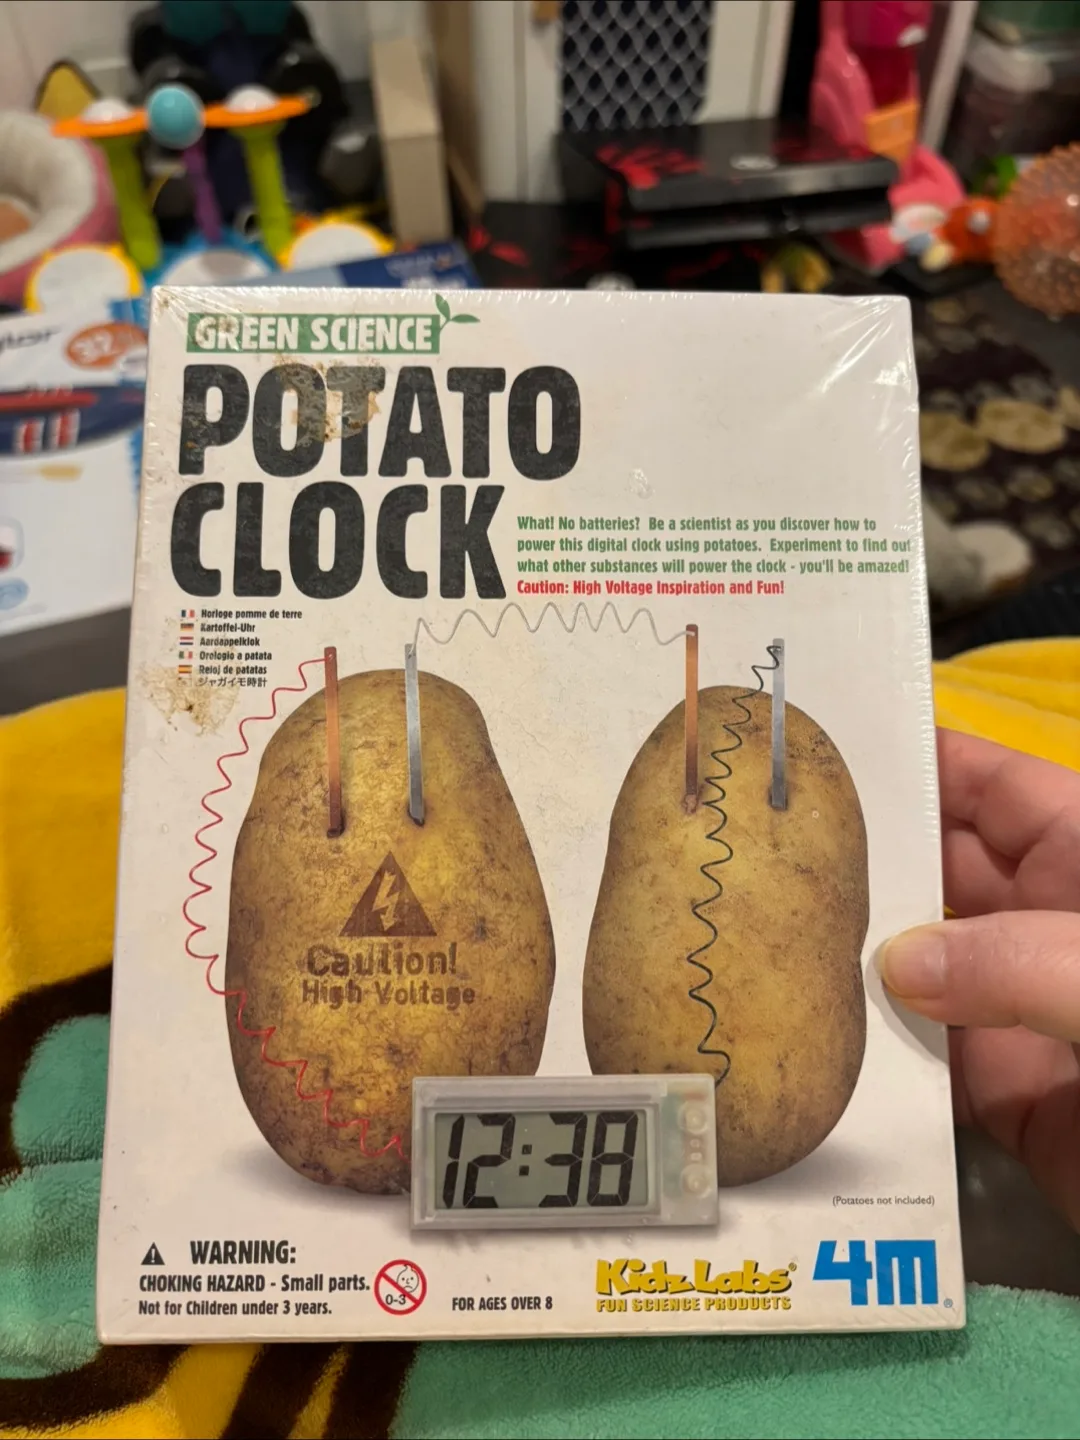 GREEN SCIENCE
POTATO
CLOCK
What! No batteries? Be a scientist as you discover how to
power this digital clock using potatoes. Experiment to find out
what other substances will power the clock - you'll be amazed!
Caution: High Voltage Inspiration and Fun!
Horloge pomme de terre
Kartoffel-Uhr
Aardappelklok
Orologio a patata
Reloj de patatas
ジャガイモ時計
Caution!
High Voltage
12:38
(Potatoes not included)
WARNING:
CHOKING HAZARD - Small parts.
Not for Children under 3 years.
0-3
FOR AGES OVER 8
KidzLabs®
FUN SCIENCE PRODUCTS
4M®